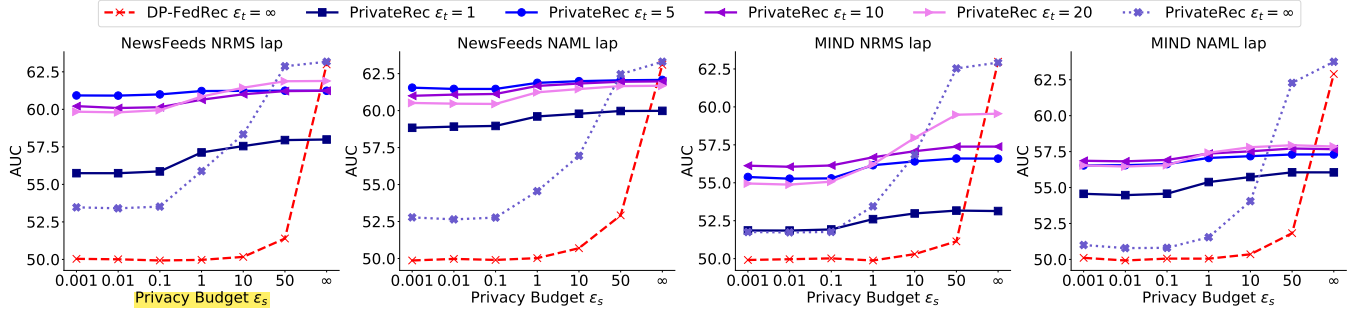 DP-FedRec εt = ∞ PrivateRec εt = 1 PrivateRec εt = 5 PrivateRec εt = 10 PrivateRec εt = 20 PrivateRec εt = ∞
NewsFeeds NRMS lap
AUC
62.5
60.0
57.5
55.0
52.5
50.0
0.001 0.01 0.1 1 10 50 ∞
Privacy Budget εs
NewsFeeds NAML lap
AUC
62.5
60.0
57.5
55.0
52.5
50.0
0.001 0.01 0.1 1 10 50 ∞
Privacy Budget εs
MIND NRMS lap
AUC
62.5
60.0
57.5
55.0
52.5
50.0
0.001 0.01 0.1 1 10 50 ∞
Privacy Budget εs
MIND NAML lap
AUC
62.5
60.0
57.5
55.0
52.5
50.0
0.001 0.01 0.1 1 10 50 ∞
Privacy Budget εs